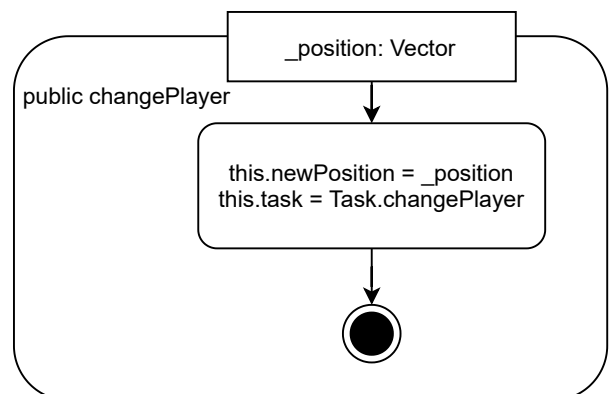 _position: Vector
public changePlayer
this.newPosition = _position
this.task = Task.changePlayer